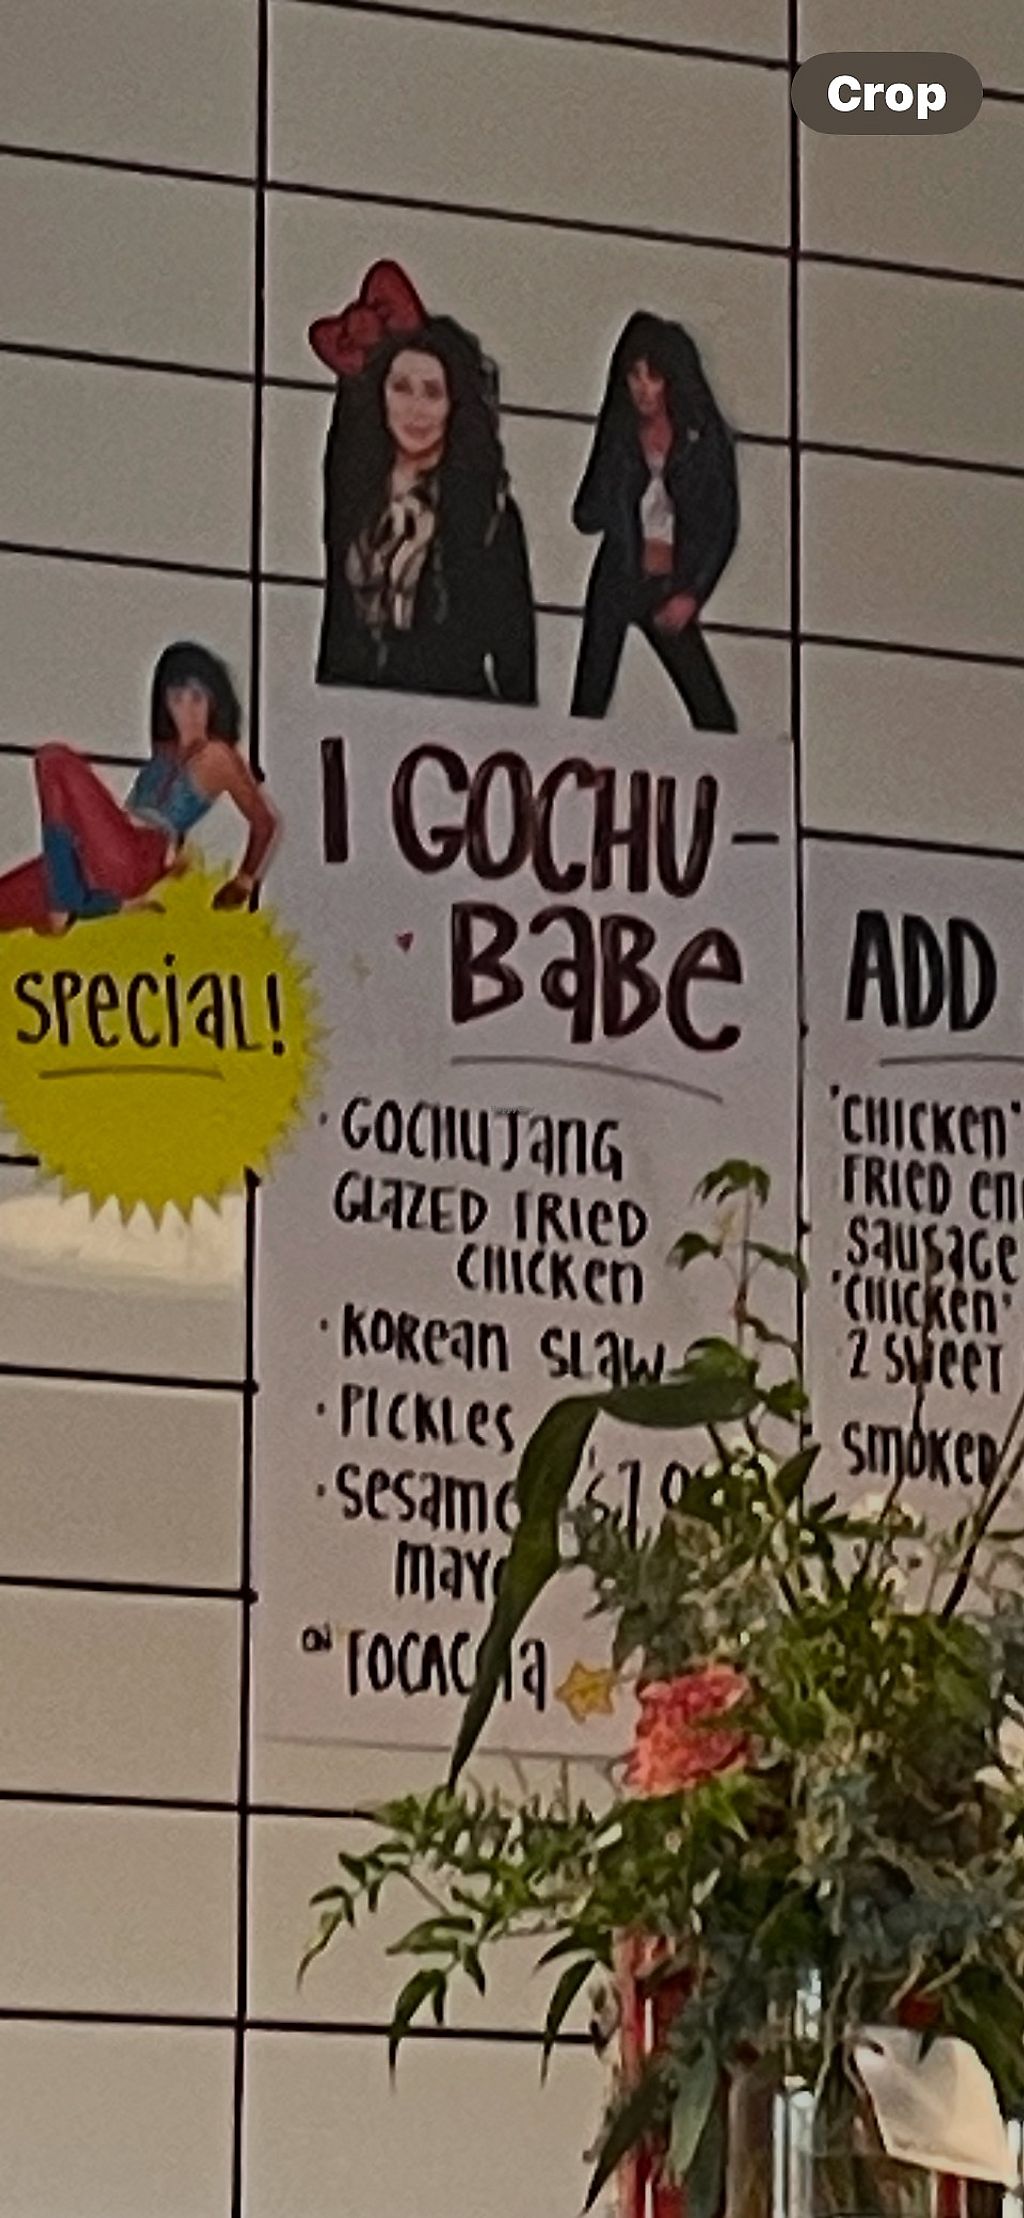 Crop
SPECIAL!
I GOCHU-
BABE
· GOCHUJANG
GLAZED FRIED
CHICKEN
· KOREAN SLAW
· PICKLES
· SESAME
MAYO
ON FOCACCIA
ADD
"CHICKEN"
FRIED
SAUSAGE
"CHICKEN"
2 SWEET
SMOKED